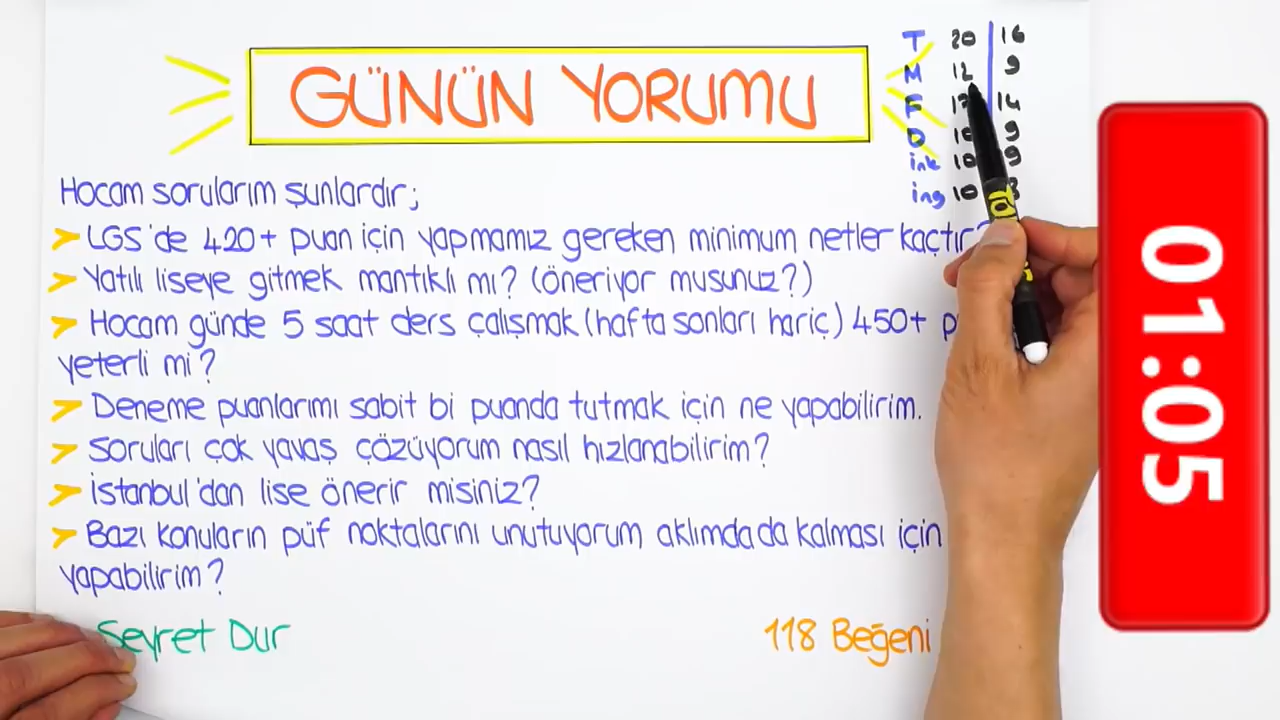 GÜNÜN YORUMU
T 20 16
M 12 9
F 14
D 9
ink 10 9
ing 10
Hocam sorularım şunlardır;
➤ LGS'de 420+ puan için yapmamız gereken minimum netler kaçtır?
➤ Yatılı liseye gitmek mantıklı mı? (öneriyor musunuz?)
➤ Hocam günde 5 saat ders çalışmak (hafta sonları hariç) 450+
yeterli mi?
➤ Deneme puanlarımı sabit bi puanda tutmak için ne yapabilirim.
➤ Soruları çok yavaş çözüyorum nasıl hızlanabilirim?
➤ İstanbul'dan lise önerir misiniz?
➤ Bazı konuların püf noktalarını unutuyorum aklımda da kalması için
yapabilirim?
Seyret Dur
118 Beğeni
01:05